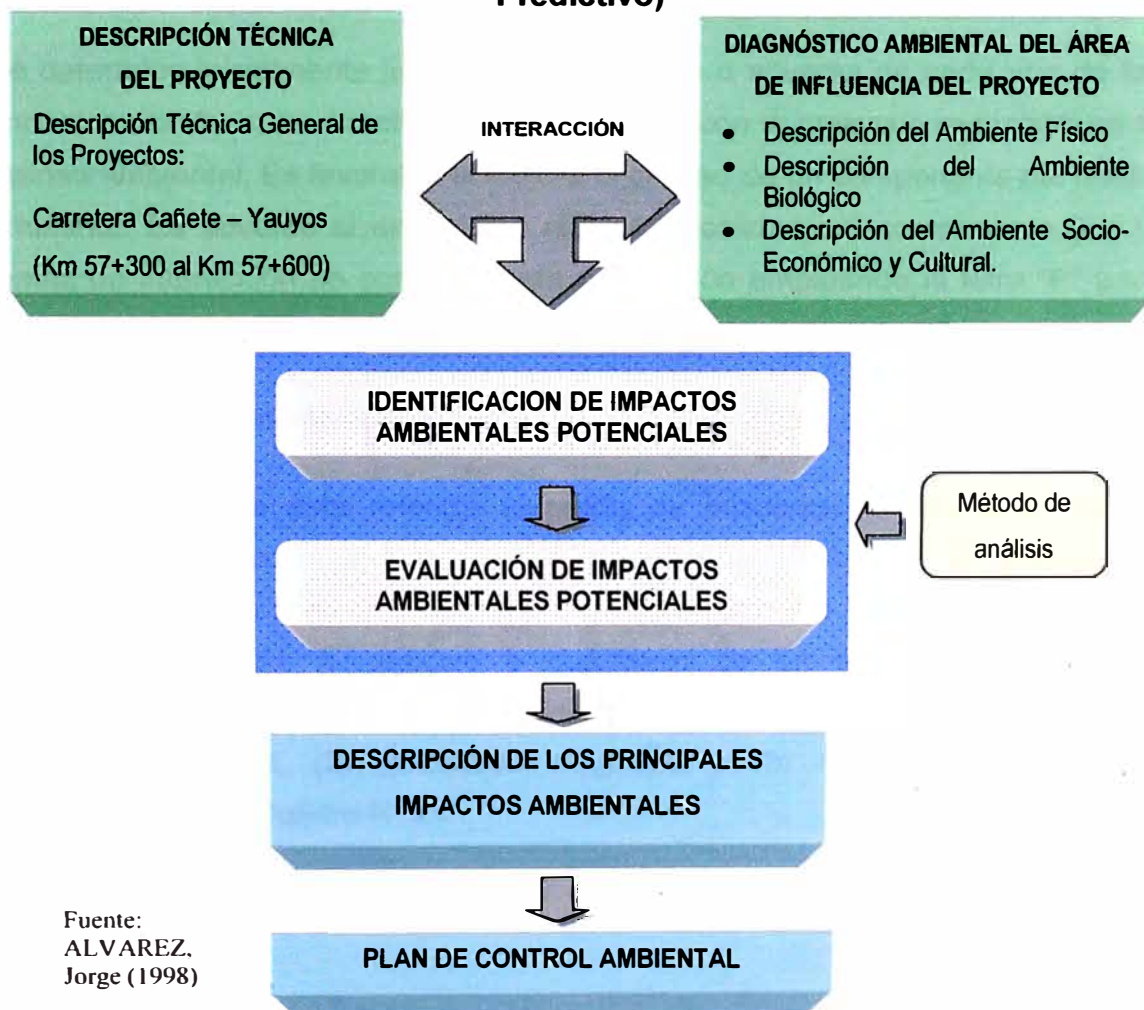 Predistivo)
DESCRIPCIÓN TÉCNICA
DEL PROYECTO
Descripción Técnica General de
los Proyectos:
Carretera Cañete – Yauyos
(Km 57+300 al Km 57+600)
INTERACCIÓN
DIAGNÓSTICO AMBIENTAL DEL ÁREA
DE INFLUENCIA DEL PROYECTO
• Descripción del Ambiente Físico
• Descripción del Ambiente
Biológico
• Descripción del Ambiente Socio-
Económico y Cultural.
IDENTIFICACION DE IMPACTOS
AMBIENTALES POTENCIALES
EVALUACIÓN DE IMPACTOS
AMBIENTALES POTENCIALES
Método de
análisis
DESCRIPCIÓN DE LOS PRINCIPALES
IMPACTOS AMBIENTALES
PLAN DE CONTROL AMBIENTAL
Fuente:
ALVAREZ,
Jorge (1998)